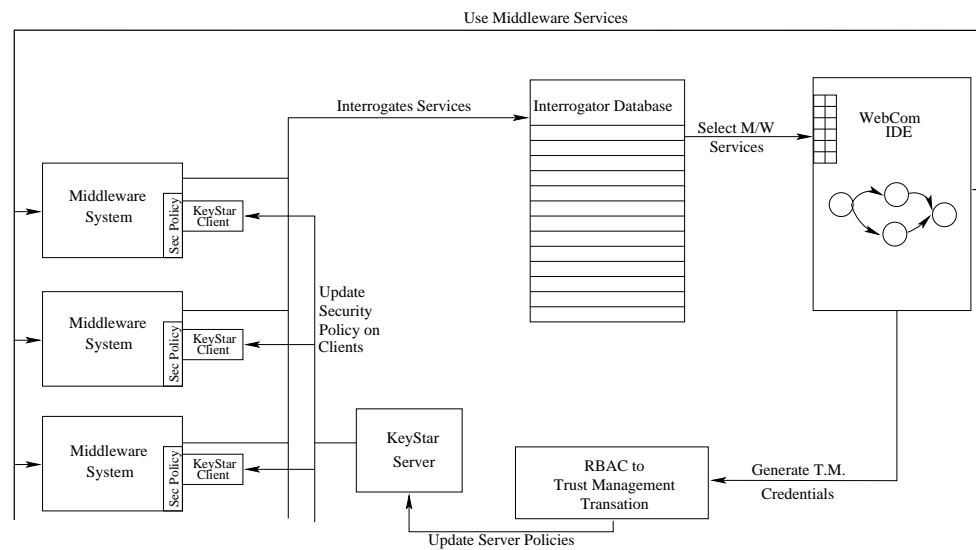 Use Middleware Services
Interrogates Services
Interrogator Database
Select M/W
Services
WebCom
IDE
Middleware
System
Sec Policy
KeyStar
Client
Middleware
System
Sec Policy
KeyStar
Client
Update
Security
Policy on
Clients
Middleware
System
Sec Policy
KeyStar
Client
KeyStar
Server
RBAC to
Trust Management
Transation
Generate T.M.
Credentials
Update Server Policies